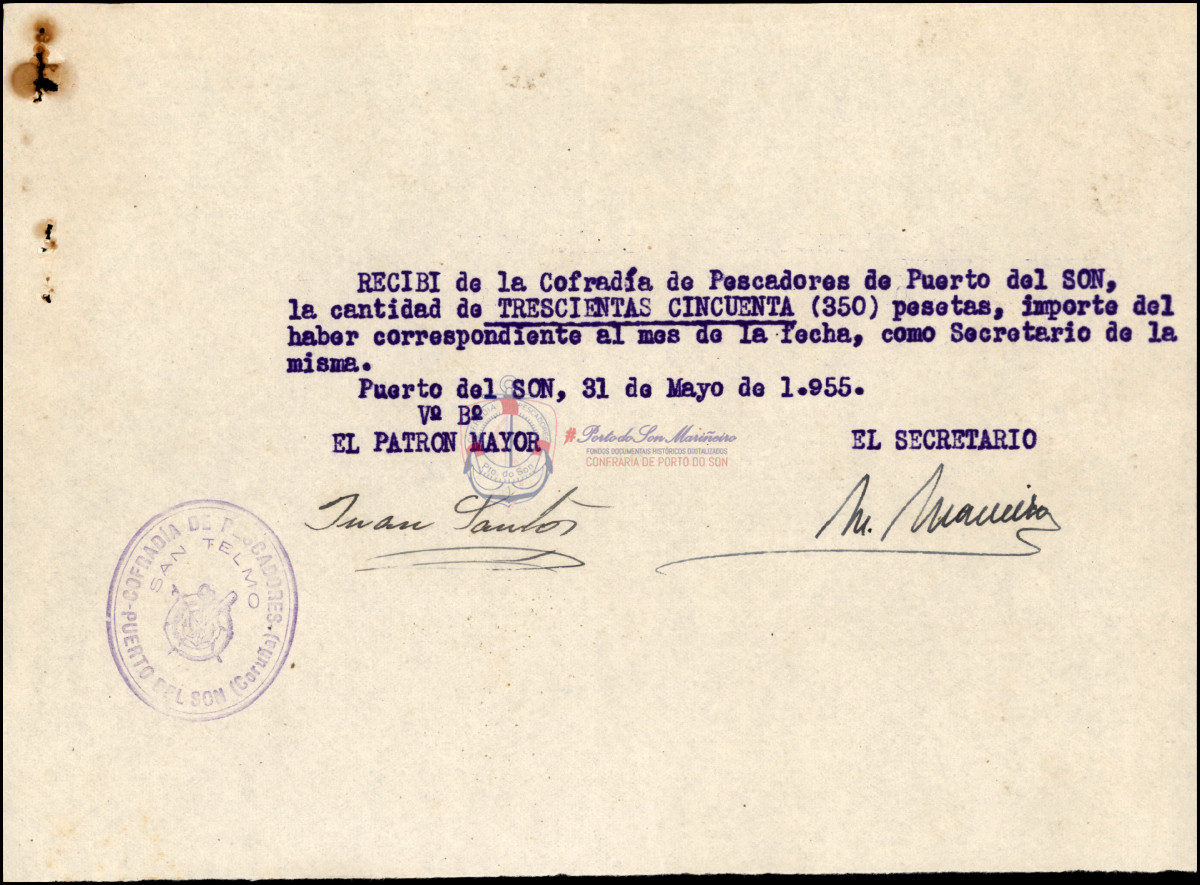 RECIBI de la Cofradía de Pescadores de Puerto del SON,
la cantidad de TRESCIENTAS CINCUENTA (350) pesetas, importe del
haber correspondiente al mes de la fecha, como Secretario de la
misma.
Puerto del SON, 31 de Mayo de 1.955.
Vº Bº
EL PATRON MAYOR
EL SECRETARIO
#PortodoSonMariñeiro
FONDOS DOCUMENTAIS HISTÓRICOS DIXITALIZADOS
CONFRARÍA DE PORTO DO SON
Pto. do Son
Juan Santos
M. Maneiro
COFRADÍA DE PESCADORES
SAN TELMO
PUERTO DEL SON (Coruña)